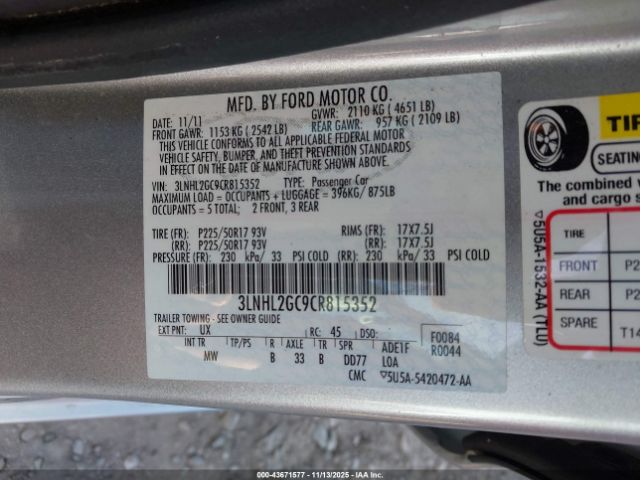 MFD. BY FORD MOTOR CO.
DATE: 11/11 GVWR: 2110 KG ( 4651 LB)
FRONT GAWR: 1153 KG ( 2542 LB) REAR GAWR: 957 KG ( 2109 LB)
THIS VEHICLE CONFORMS TO ALL APPLICABLE FEDERAL MOTOR
VEHICLE SAFETY, BUMPER, AND THEFT PREVENTION STANDARDS
IN EFFECT ON THE DATE OF MANUFACTURE SHOWN ABOVE.
VIN: 3LNHL2GC9CR815352 TYPE: Passenger Car
MAXIMUM LOAD = OCCUPANTS + LUGGAGE = 396KG / 875LB
OCCUPANTS = 5 TOTAL; 2 FRONT, 3 REAR
TIRE (FR): P225/50R17 93V RIMS (FR): 17X7.5J
(RR): P225/50R17 93V (RR): 17X7.5J
PRESSURE (FR): 230 kPa/ 33 PSI COLD (RR): 230 kPa/ 33 PSI COLD
3LNHL2GC9CR815352
TRAILER TOWING - SEE OWNER GUIDE
EXT PNT: UX RC: 45 DSO: F0084
INT TR TP/PS R AXLE TR SPR ADE1F R0044
MW B 33 B DD77 LOA
CMC ▽5U5A-5420472-AA
TIR
SEATING
The combined
and cargo s
TIRE
FRONT P2
REAR P2
SPARE T14
▽5U5A-1532-AA (TLU)
000-43671577 - 11/13/2025 - IAA Inc.